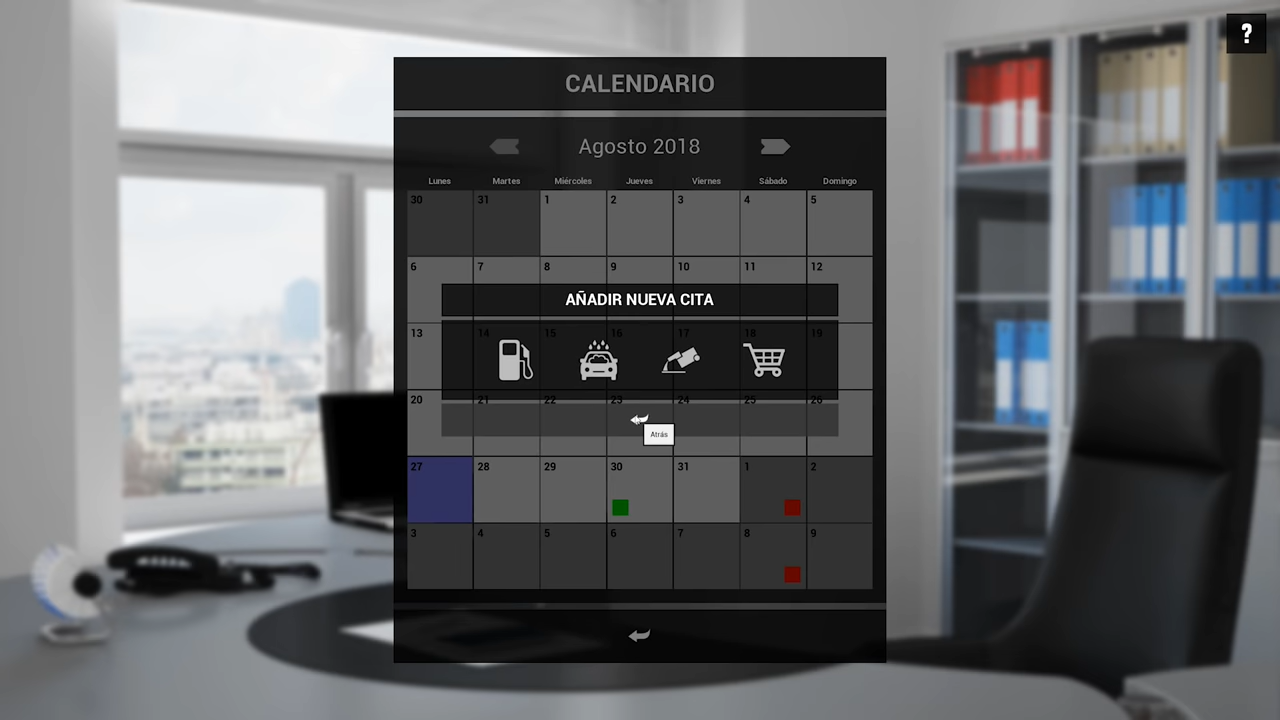 ?
CALENDARIO
Agosto 2018
Lunes Martes Miércoles Jueves Viernes Sábado Domingo
30 31 1 2 3 4 5
6 7 8 9 10 11 12
AÑADIR NUEVA CITA
13 14 15 16 17 18 19
20 21 22 23 24 25 26
Atrás
27 28 29 30 31 1 2
3 4 5 6 7 8 9